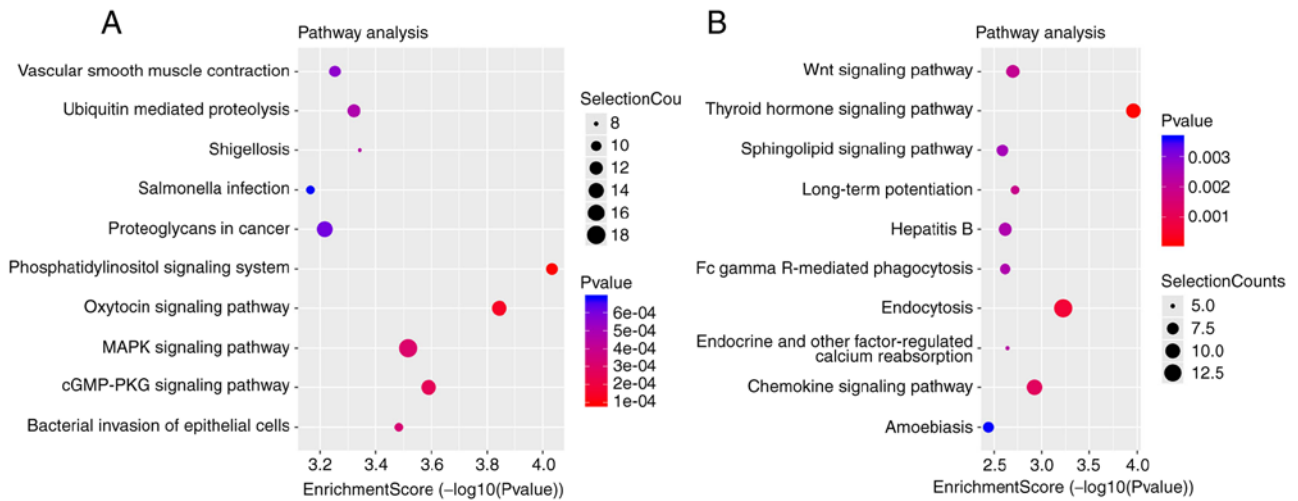 A
Pathway analysis
Vascular smooth muscle contraction
Ubiquitin mediated proteolysis
Shigellosis
Salmonella infection
Proteoglycans in cancer
Phosphatidylinositol signaling system
Oxytocin signaling pathway
MAPK signaling pathway
cGMP-PKG signaling pathway
Bacterial invasion of epithelial cells
3.2 3.4 3.6 3.8 4.0
EnrichmentScore (−log10(Pvalue))
SelectionCou
8
10
12
14
16
18
Pvalue
6e-04
5e-04
4e-04
3e-04
2e-04
1e-04
B
Pathway analysis
Wnt signaling pathway
Thyroid hormone signaling pathway
Sphingolipid signaling pathway
Long-term potentiation
Hepatitis B
Fc gamma R-mediated phagocytosis
Endocytosis
Endocrine and other factor-regulated
calcium reabsorption
Chemokine signaling pathway
Amoebiasis
2.5 3.0 3.5 4.0
EnrichmentScore (−log10(Pvalue))
Pvalue
0.003
0.002
0.001
SelectionCounts
5.0
7.5
10.0
12.5